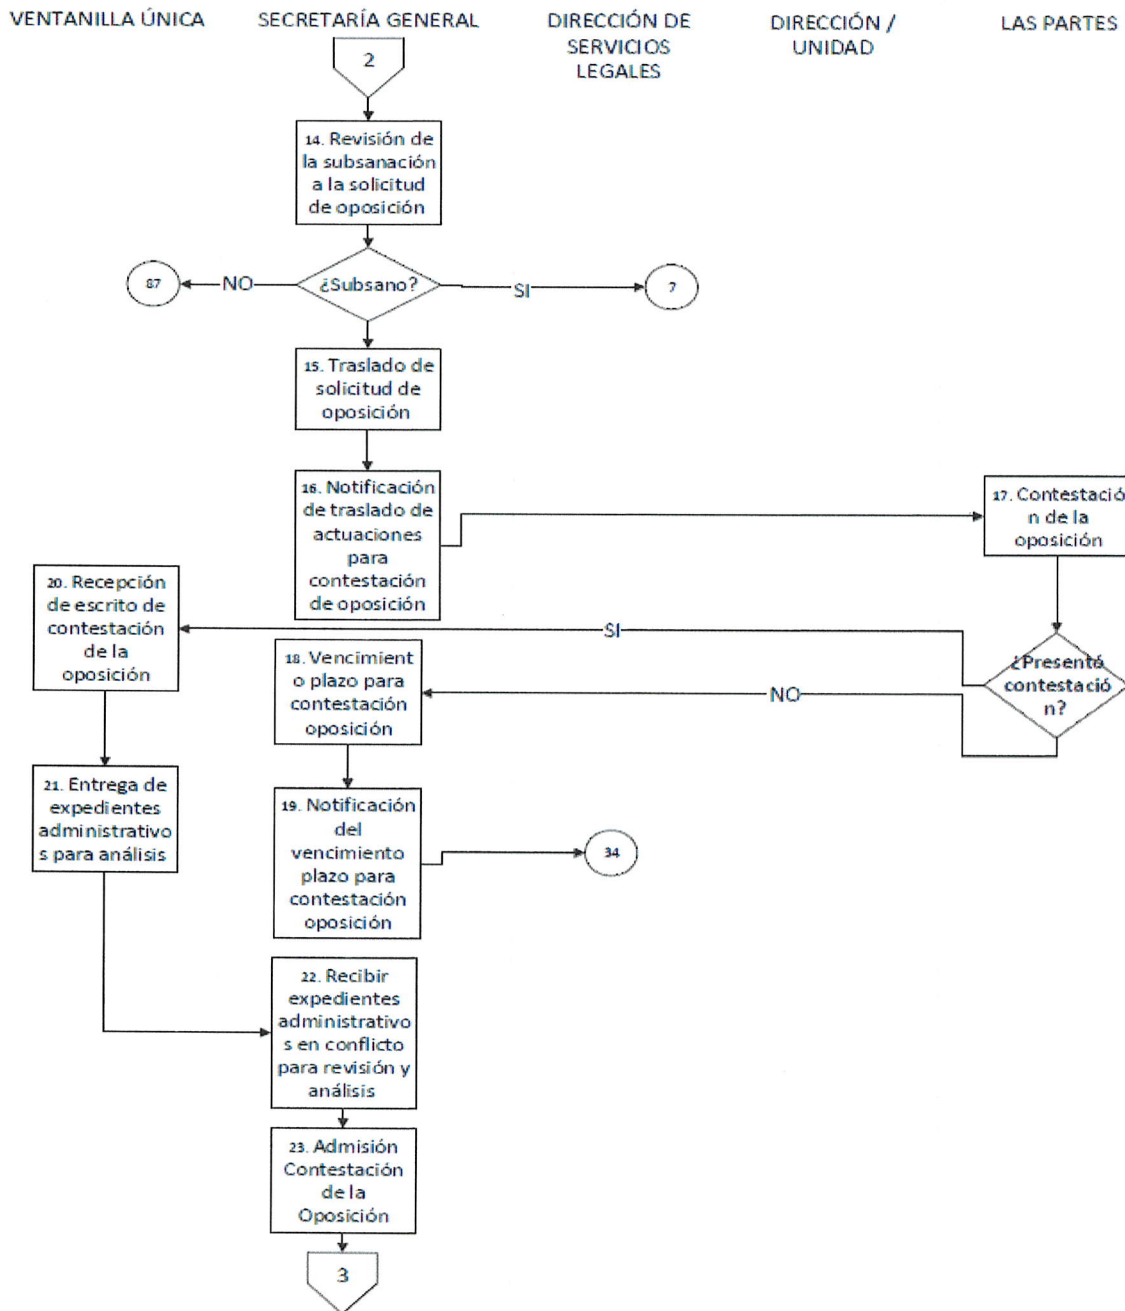 VENTANILLA ÚNICA
SECRETARÍA GENERAL
DIRECCIÓN DE
SERVICIOS
LEGALES
DIRECCIÓN /
UNIDAD
LAS PARTES
2
14. Revisión de
la subsanación
a la solicitud
de oposición
¿Subsano?
NO
87
SI
7
15. Traslado de
solicitud de
oposición
16. Notificación
de traslado de
actuaciones
para
contestación
de oposición
17. Contestació
n de la
oposición
¿Presentó
contestació
n?
SI
NO
20. Recepción
de escrito de
contestación
de la
oposición
18. Vencimient
o plazo para
contestación
oposición
21. Entrega de
expedientes
administrativo
s para análisis
19. Notificación
del
vencimiento
plazo para
contestación
oposición
34
22. Recibir
expedientes
administrativo
s en conflicto
para revisión y
análisis
23. Admisión
Contestación
de la
Oposición
3